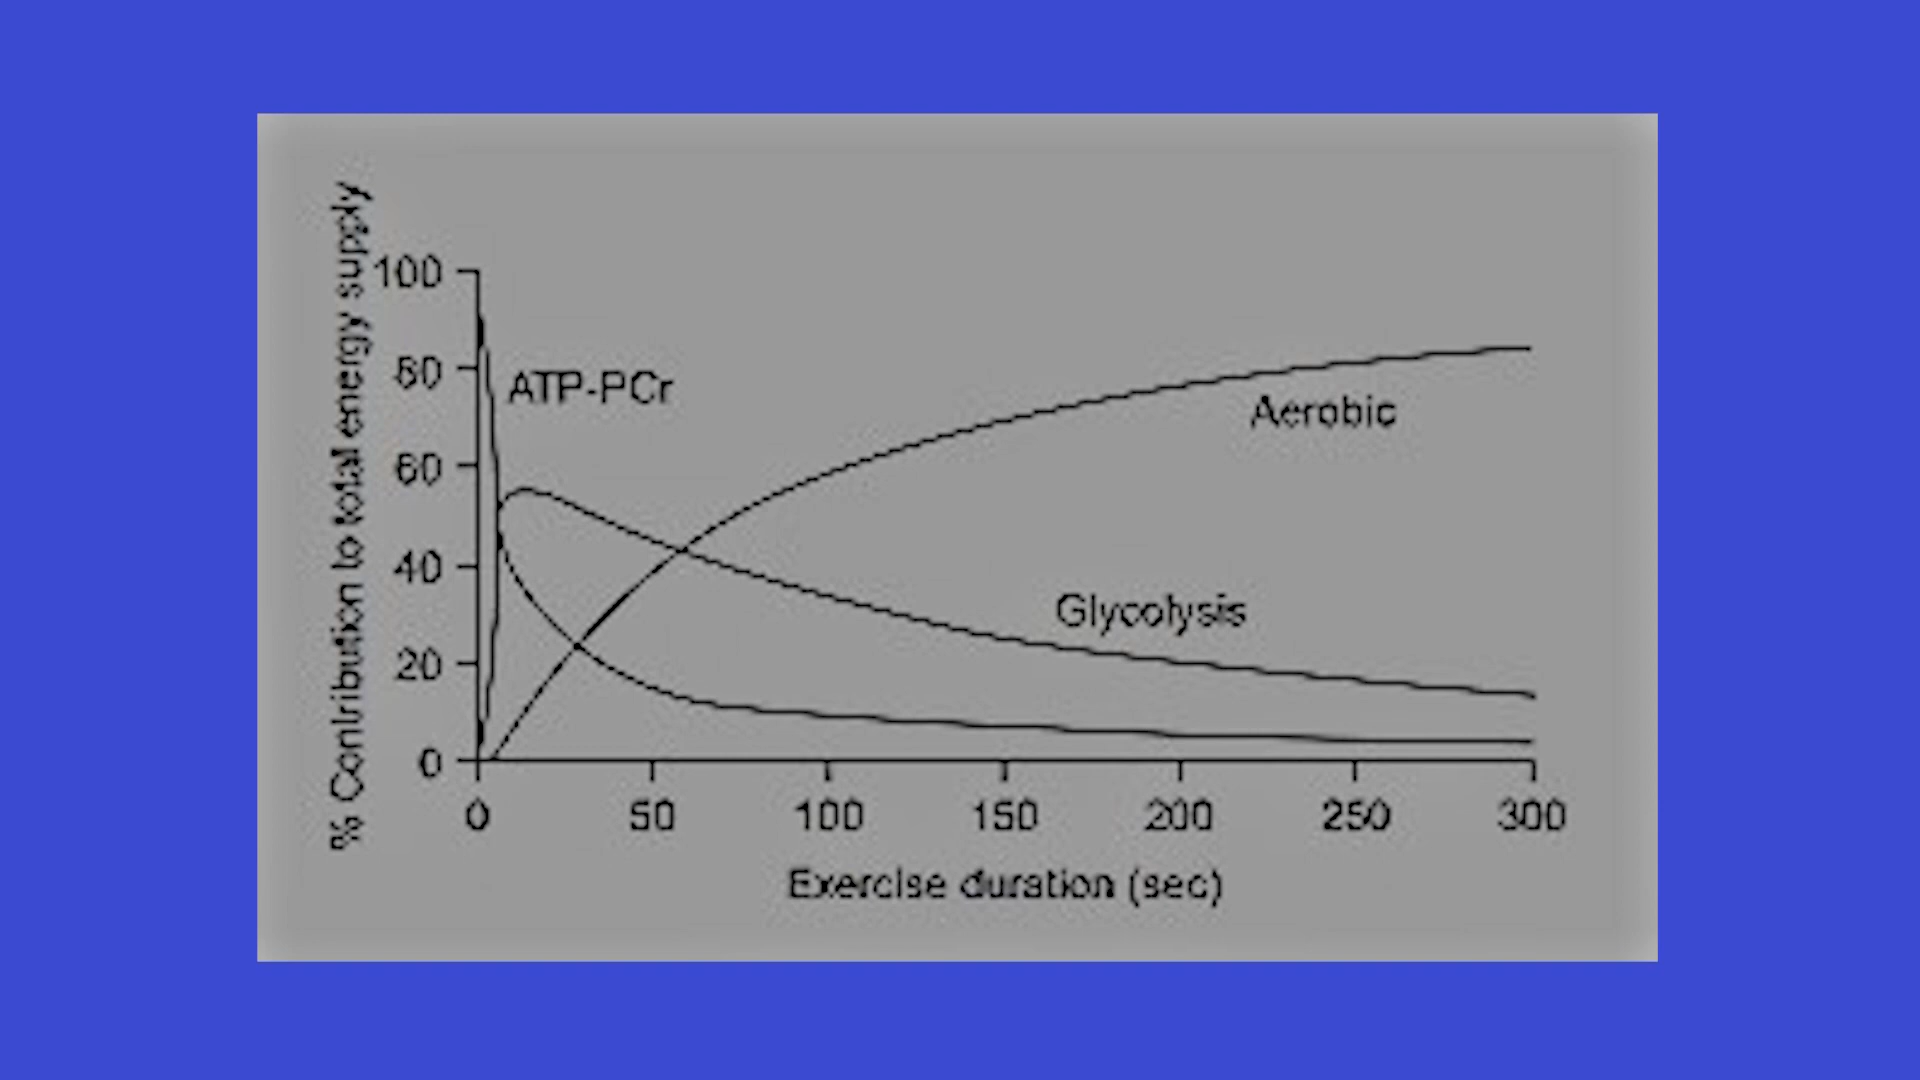 % Contribution to total energy supply
100
80
60
40
20
0
ATP-PCr
Aerobic
Glycolysis
0 50 100 150 200 250 300
Exercise duration (sec)